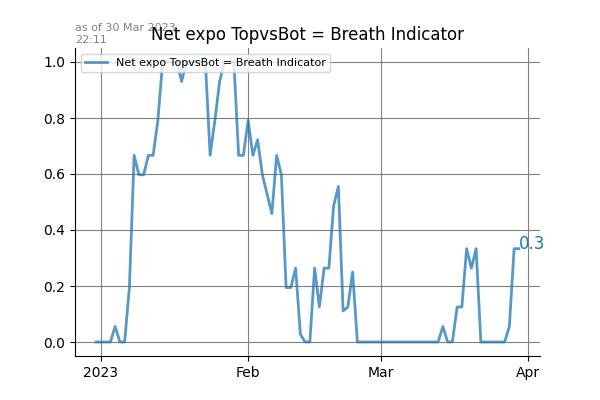 as of 30 Mar 2023
22:11
Net expo TopvsBot = Breath Indicator
Net expo TopvsBot = Breath Indicator
1.0
0.8
0.6
0.4
0.2
0.0
0.3
2023 Feb Mar Apr